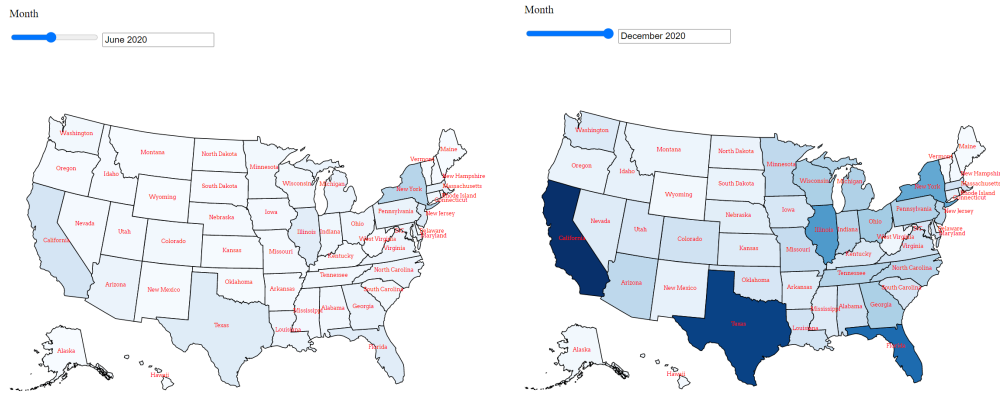 Month
June 2020
Washington
Montana
North Dakota
Minnesota
Maine
Vermont
Oregon
Idaho
South Dakota
Wisconsin
Michigan
New York
New Hampshire
Massachusetts
Rhode Island
Connecticut
Wyoming
Nebraska
Iowa
Pennsylvania
New Jersey
Nevada
Utah
Colorado
Kansas
Missouri
Illinois
Indiana
Ohio
West Virginia
Delaware
Maryland
Virginia
Kentucky
California
Arizona
New Mexico
Oklahoma
Arkansas
Tennessee
North Carolina
South Carolina
Mississippi
Alabama
Georgia
Texas
Louisiana
Florida
Alaska
Hawaii
Month
December 2020
Washington
Montana
North Dakota
Minnesota
Maine
Vermont
Oregon
Idaho
South Dakota
Wisconsin
Michigan
New York
New Hampshire
Massachusetts
Rhode Island
Connecticut
Wyoming
Nebraska
Iowa
Pennsylvania
New Jersey
Nevada
Utah
Colorado
Kansas
Missouri
Illinois
Indiana
Ohio
West Virginia
Delaware
Maryland
Virginia
Kentucky
California
Arizona
New Mexico
Oklahoma
Arkansas
Tennessee
North Carolina
South Carolina
Mississippi
Alabama
Georgia
Texas
Louisiana
Florida
Alaska
Hawaii